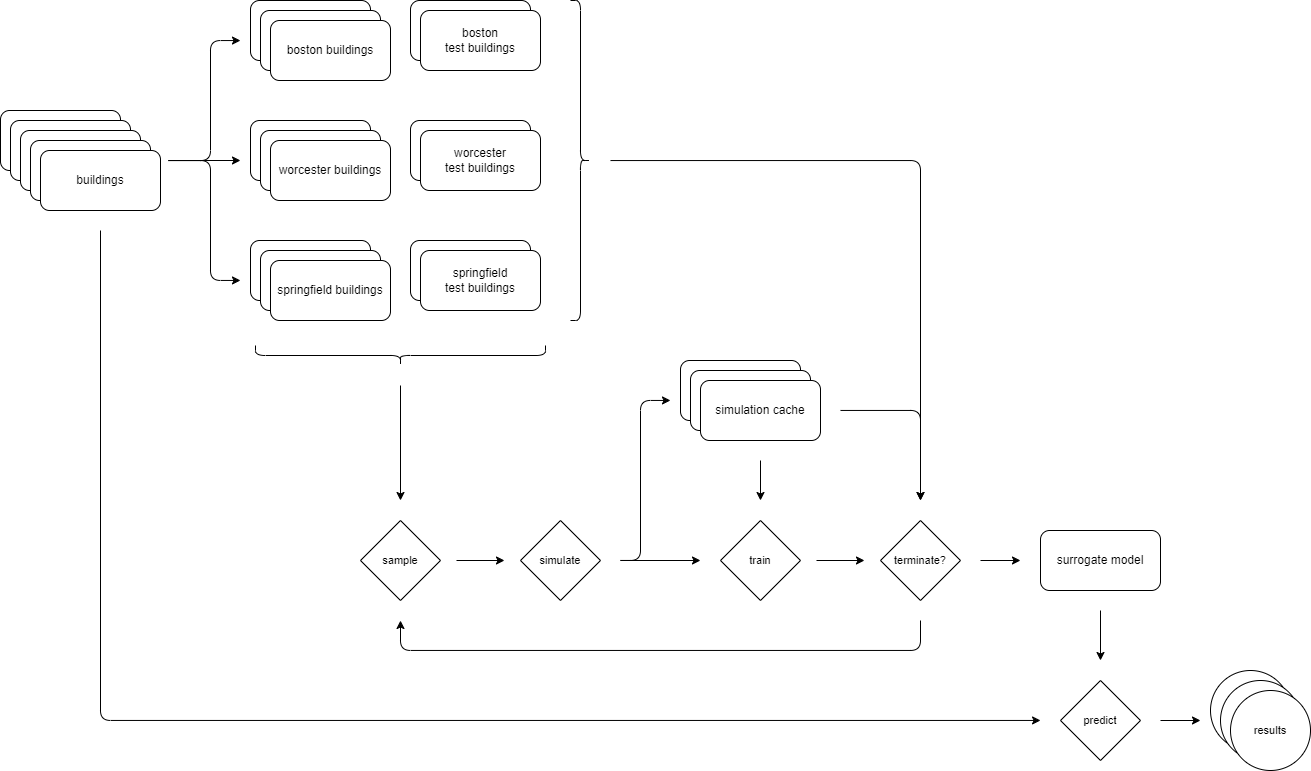 boston buildings
boston
test buildings
buildings
worcester buildings
worcester
test buildings
springfield buildings
springfield
test buildings
simulation cache
sample
simulate
train
terminate?
surrogate model
predict
results